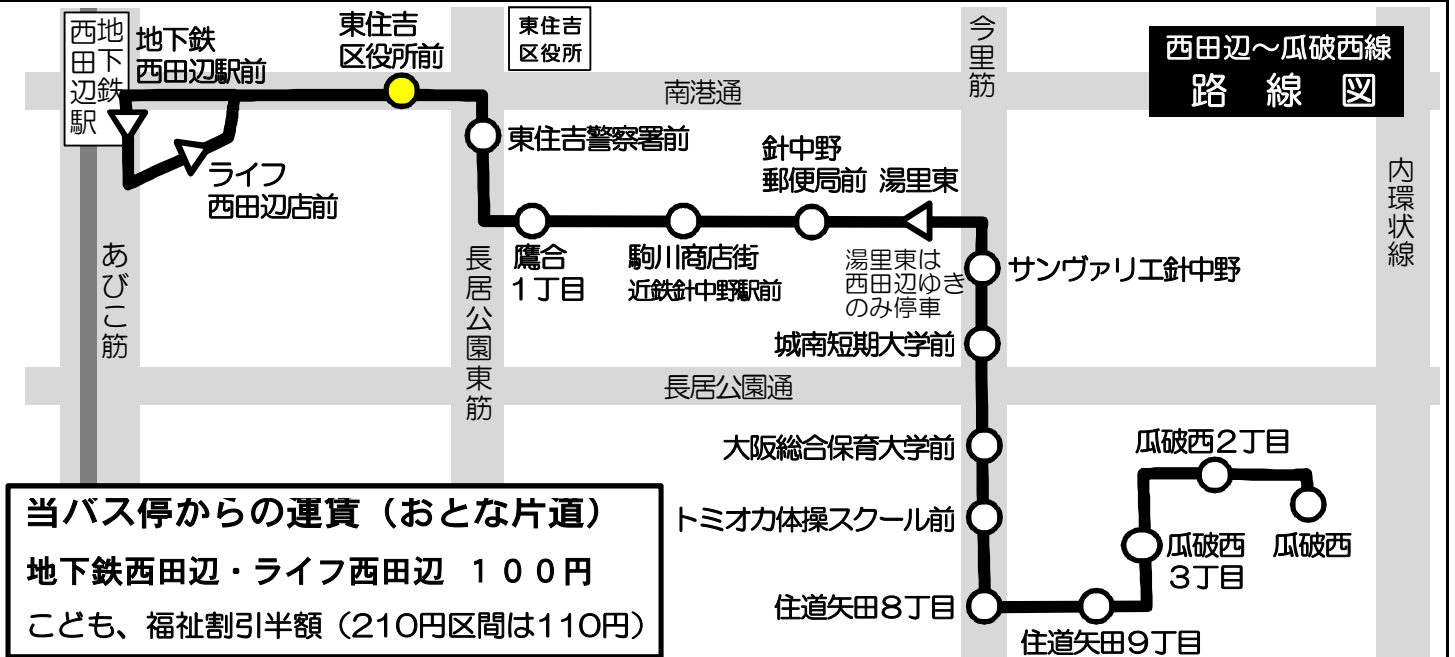 地下鉄
西田辺駅
地下鉄
西田辺駅前
東住吉
区役所前
東住吉
区役所
今里筋
西田辺～瓜破西線
路線図
南港通
東住吉警察署前
ライフ
西田辺店前
針中野
郵便局前
湯里東
内環状線
あびこ筋
長居公園東筋
鷹合
1丁目
駒川商店街
近鉄針中野駅前
湯里東は
西田辺ゆき
のみ停車
サンヴァリエ針中野
城南短期大学前
長居公園通
大阪総合保育大学前
瓜破西2丁目
トミオカ体操スクール前
瓜破西
3丁目
瓜破西
住道矢田8丁目
住道矢田9丁目
当バス停からの運賃（おとな片道）
地下鉄西田辺・ライフ西田辺 １００円
こども、福祉割引半額（210円区間は110円）